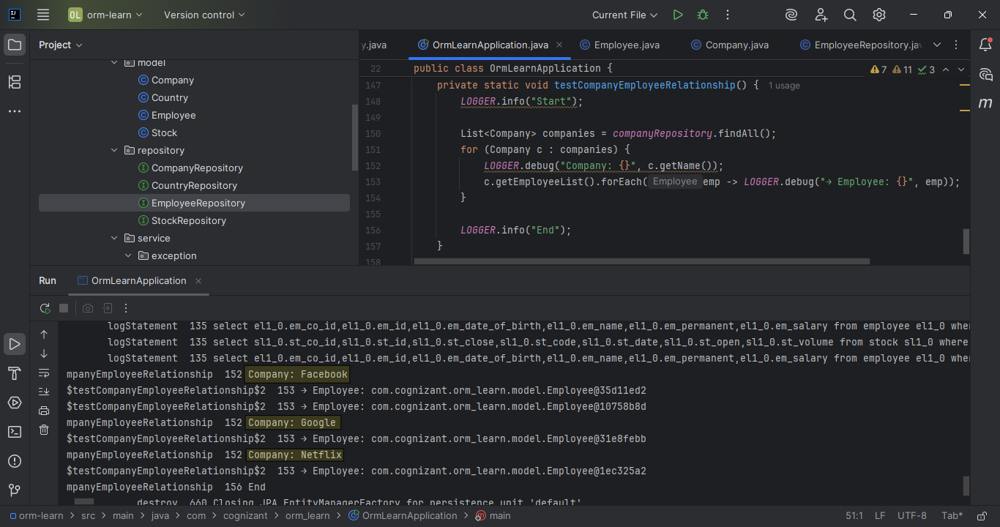 OL orm-learn Version control Current File
Project
model
Company
Country
Employee
Stock
repository
CompanyRepository
CountryRepository
EmployeeRepository
StockRepository
service
exception
y.java OrmLearnApplication.java Employee.java Company.java EmployeeRepository.jav
22 public class OrmLearnApplication { 7 11 3
147 private static void testCompanyEmployeeRelationship() { 1 usage
148 LOGGER.info("Start");
149
150 List<Company> companies = companyRepository.findAll();
151 for (Company c : companies) {
152 LOGGER.debug("Company: {}", c.getName());
153 c.getEmployeeList().forEach( Employee emp -> LOGGER.debug("→ Employee: {}", emp));
154 }
155
156 LOGGER.info("End");
157 }
158
Run OrmLearnApplication
logStatement 135 select el1_0.em_co_id,el1_0.em_id,el1_0.em_date_of_birth,el1_0.em_name,el1_0.em_permanent,el1_0.em_salary from employee el1_0 wher
logStatement 135 select sl1_0.st_co_id,sl1_0.st_id,sl1_0.st_close,sl1_0.st_code,sl1_0.st_date,sl1_0.st_open,sl1_0.st_volume from stock sl1_0 where
logStatement 135 select el1_0.em_co_id,el1_0.em_id,el1_0.em_date_of_birth,el1_0.em_name,el1_0.em_permanent,el1_0.em_salary from employee el1_0 wher
mpanyEmployeeRelationship 152 Company: Facebook
$testCompanyEmployeeRelationship$2 153 → Employee: com.cognizant.orm_learn.model.Employee@35d11ed2
$testCompanyEmployeeRelationship$2 153 → Employee: com.cognizant.orm_learn.model.Employee@10758b8d
mpanyEmployeeRelationship 152 Company: Google
$testCompanyEmployeeRelationship$2 153 → Employee: com.cognizant.orm_learn.model.Employee@31e8febb
mpanyEmployeeRelationship 152 Company: Netflix
$testCompanyEmployeeRelationship$2 153 → Employee: com.cognizant.orm_learn.model.Employee@1ec325a2
mpanyEmployeeRelationship 156 End
destroy 660 Closing JPA EntityManagerFactory for persistence unit 'default'
orm-learn > src > main > java > com > cognizant > orm_learn > OrmLearnApplication > main 51:1 LF UTF-8 Tab*